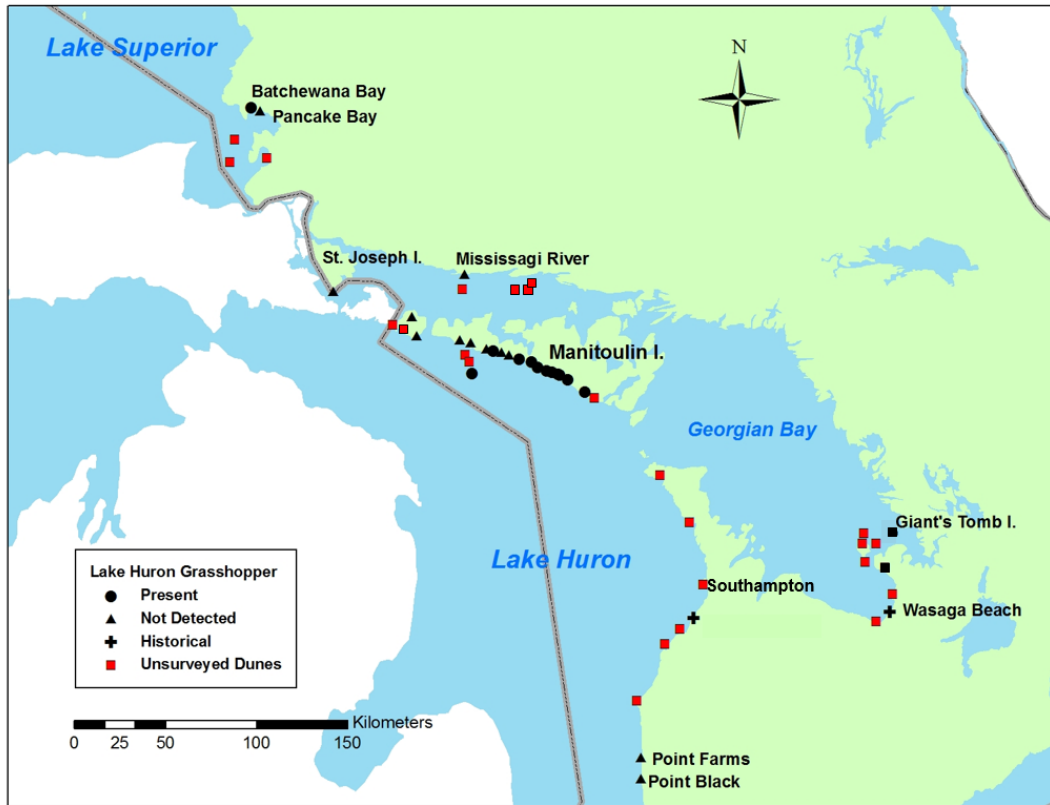 Lake Superior
N
Batchewana Bay
Pancake Bay
St. Joseph I.
Mississagi River
Manitoulin I.
Georgian Bay
Giant's Tomb I.
Lake Huron
Southampton
Wasaga Beach
Lake Huron Grasshopper
Present
Not Detected
Historical
Unsurveyed Dunes
Kilometers
0 25 50 100 150
Point Farms
Point Black